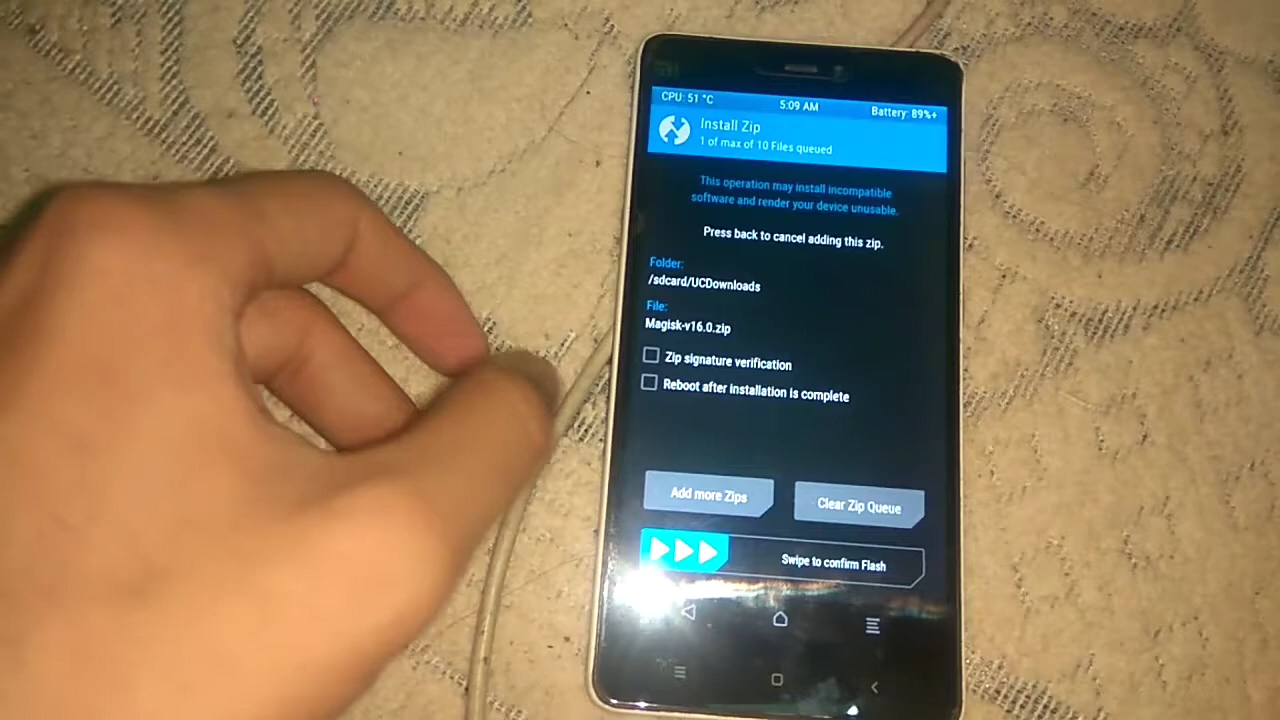 CPU: 51 °C
5:09 AM
Battery: 89%+
Install Zip
1 of max of 10 Files queued
This operation may install incompatible
software and render your device unusable.
Press back to cancel adding this zip.
Folder:
/sdcard/UCDownloads
File:
Magisk-v16.0.zip
Zip signature verification
Reboot after installation is complete
Add more Zips
Clear Zip Queue
Swipe to confirm Flash